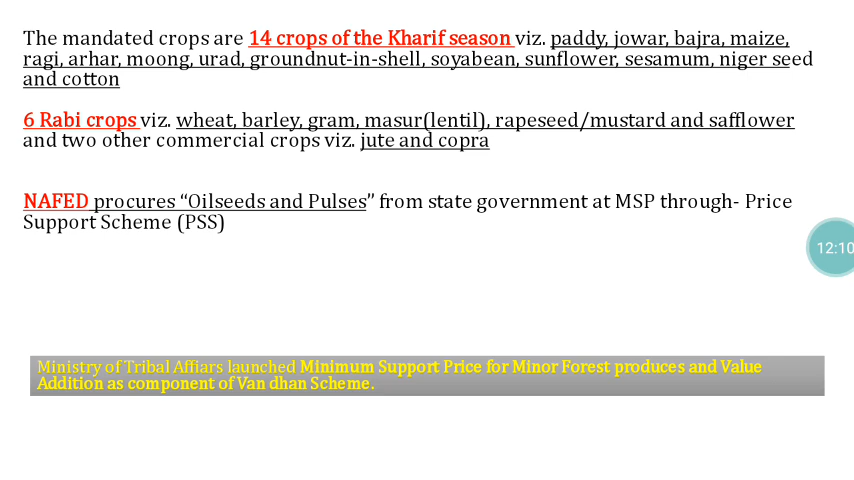 The mandated crops are 14 crops of the Kharif season viz. paddy, jowar, bajra, maize,
ragi, arhar, moong, urad, groundnut-in-shell, soyabean, sunflower, sesamum, niger seed
and cotton
6 Rabi crops viz. wheat, barley, gram, masur(lentil), rapeseed/mustard and safflower
and two other commercial crops viz. jute and copra
NAFED procures “Oilseeds and Pulses” from state government at MSP through- Price
Support Scheme (PSS)
12:10
Ministry of Tribal Affiars launched Minimum Support Price for Minor Forest produces and Value
Addition as component of Van dhan Scheme.